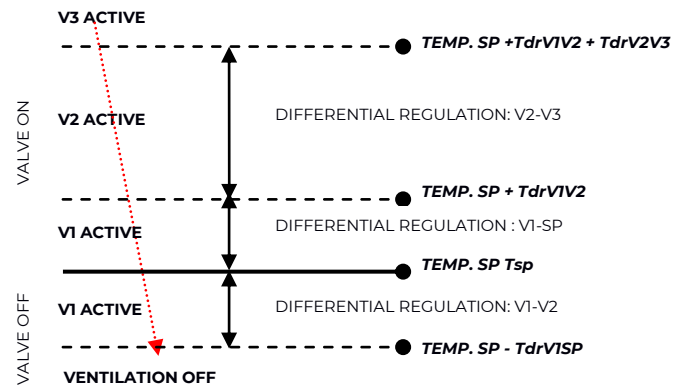 V3 ACTIVE
TEMP. SP +TdrV1V2 + TdrV2V3
VALVE ON
V2 ACTIVE
DIFFERENTIAL REGULATION: V2-V3
TEMP. SP + TdrV1V2
V1 ACTIVE
DIFFERENTIAL REGULATION : V1-SP
TEMP. SP Tsp
VALVE OFF
V1 ACTIVE
DIFFERENTIAL REGULATION: V1-V2
TEMP. SP - TdrV1SP
VENTILATION OFF